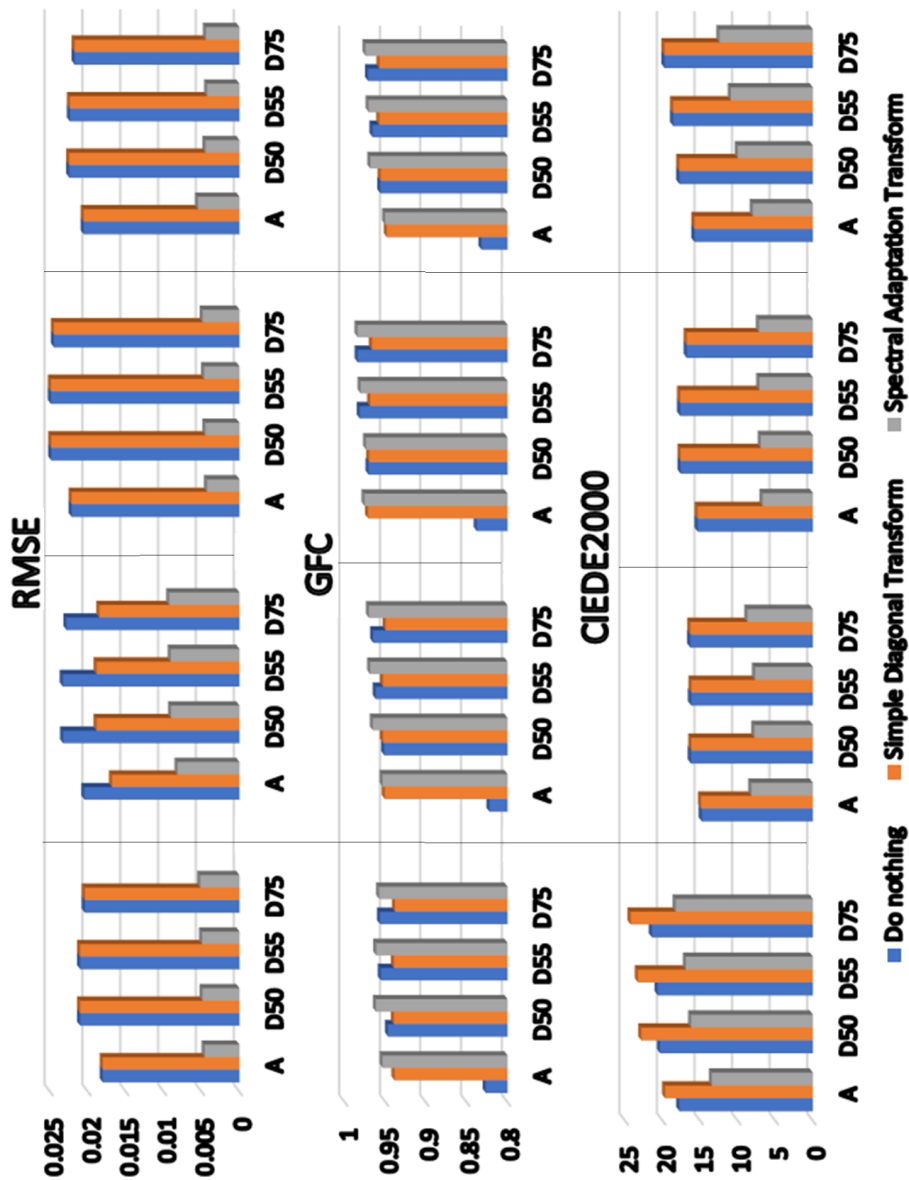 RMSE
0.025
0.02
0.015
0.01
0.005
0
A D50 D55 D75 A D50 D55 D75 A D50 D55 D75 A D50 D55 D75
GFC
1
0.95
0.9
0.85
0.8
A D50 D55 D75 A D50 D55 D75 A D50 D55 D75 A D50 D55 D75
CIEDE2000
25
20
15
10
5
0
A D50 D55 D75 A D50 D55 D75 A D50 D55 D75 A D50 D55 D75
Do nothing Simple Diagonal Transform Spectral Adaptation Transform